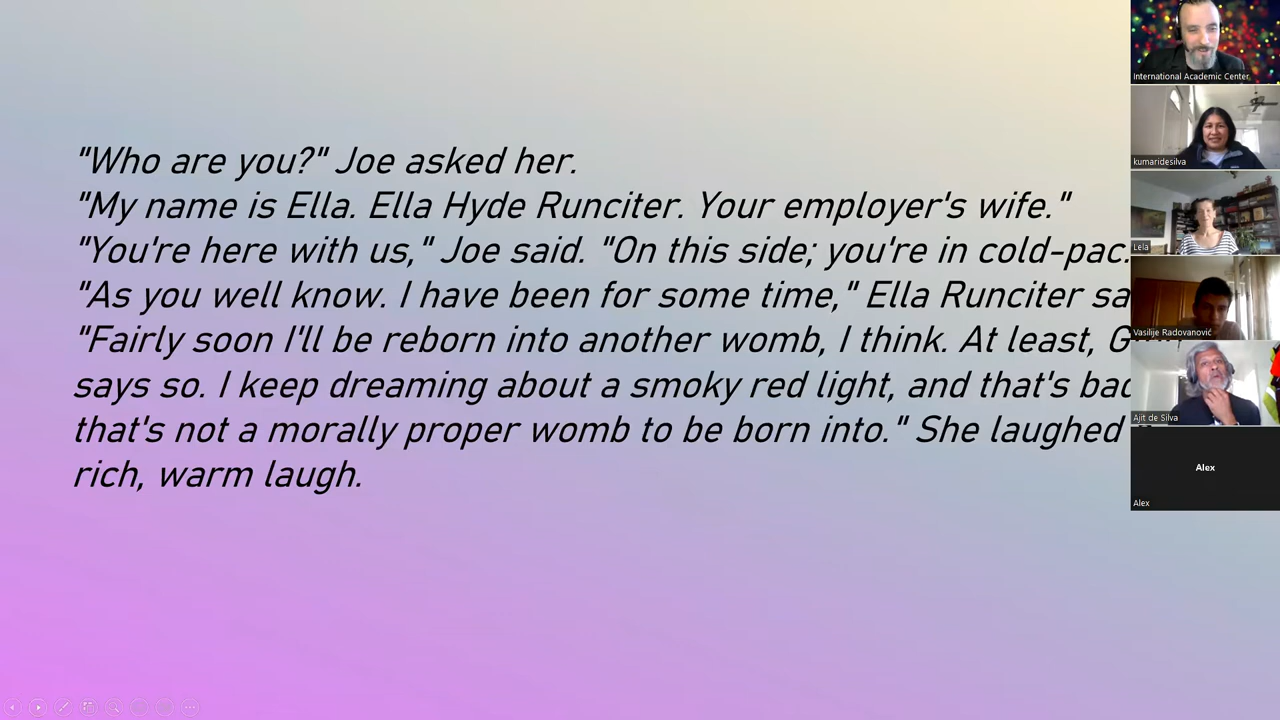 "Who are you?" Joe asked her.
"My name is Ella. Ella Hyde Runciter. Your employer's wife."
"You're here with us," Joe said. "On this side; you're in cold-pac.
"As you well know. I have been for some time," Ella Runciter
"Fairly soon I'll be reborn into another womb, I think. At least,
says so. I keep dreaming about a smoky red light, and that's
that's not a morally proper womb to be born into." She laughed
rich, warm laugh.
International Academic Center
kumaridesilva
Lela
Vasilije Radovanović
Ajit de Silva
Alex
Alex